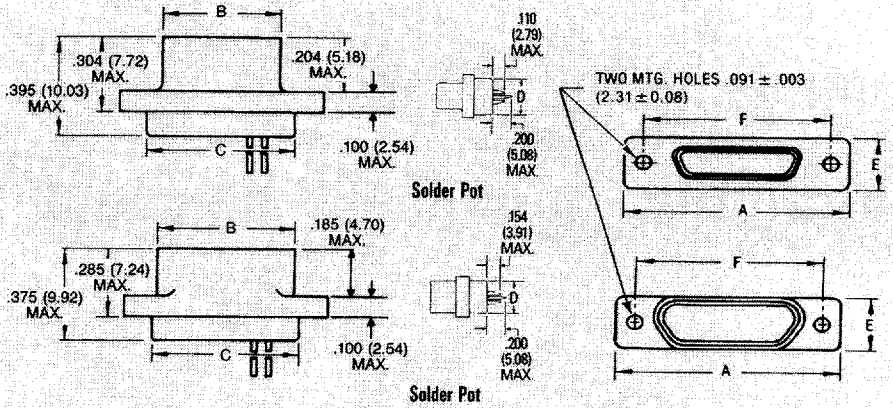 B
.110
(2.79)
MAX.
.304 (7.72)
MAX.
.204 (5.18)
MAX.
.395 (10.03)
MAX.
D
TWO MTG. HOLES .091 ± .003
(2.31 ± 0.08)
F
E
A
C
.100 (2.54)
MAX.
.200
(5.08)
MAX.
Solder Pot
B
.185 (4.70)
MAX.
.154
(3.91)
MAX.
.285 (7.24)
MAX.
.375 (9.92)
MAX.
D
F
E
A
C
.100 (2.54)
MAX.
.200
(5.08)
MAX.
Solder Pot